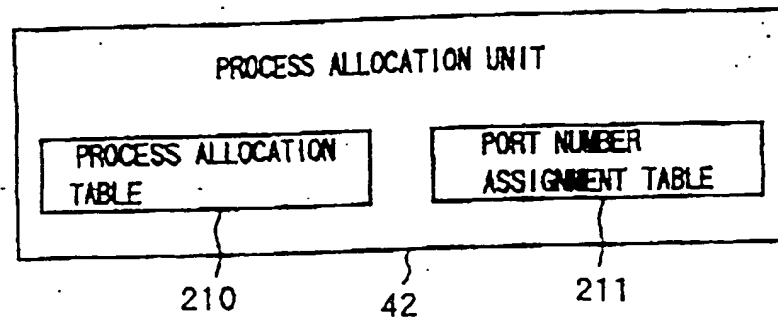 PROCESS ALLOCATION UNIT
PROCESS ALLOCATION
TABLE
PORT NUMBER
ASSIGNMENT TABLE
210
42
211